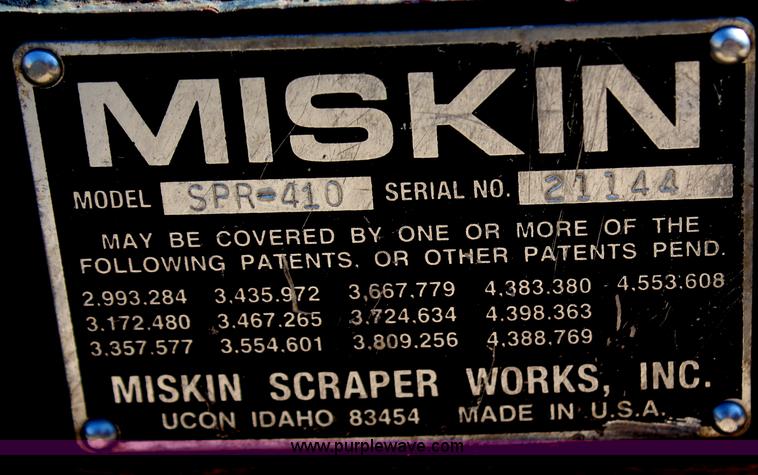 MISKIN
MODEL SPR-410 SERIAL NO. 21144
MAY BE COVERED BY ONE OR MORE OF THE
FOLLOWING PATENTS. OR OTHER PATENTS PEND.
2.993.284 3.435.972 3,667.779 4.383.380 4.553.608
3.172.480 3.467.265 3.724.634 4.398.363
3.357.577 3.554.601 3.809.256 4.388.769
MISKIN SCRAPER WORKS, INC.
UCON IDAHO 83454 MADE IN U.S.A.
www.purplewave.com